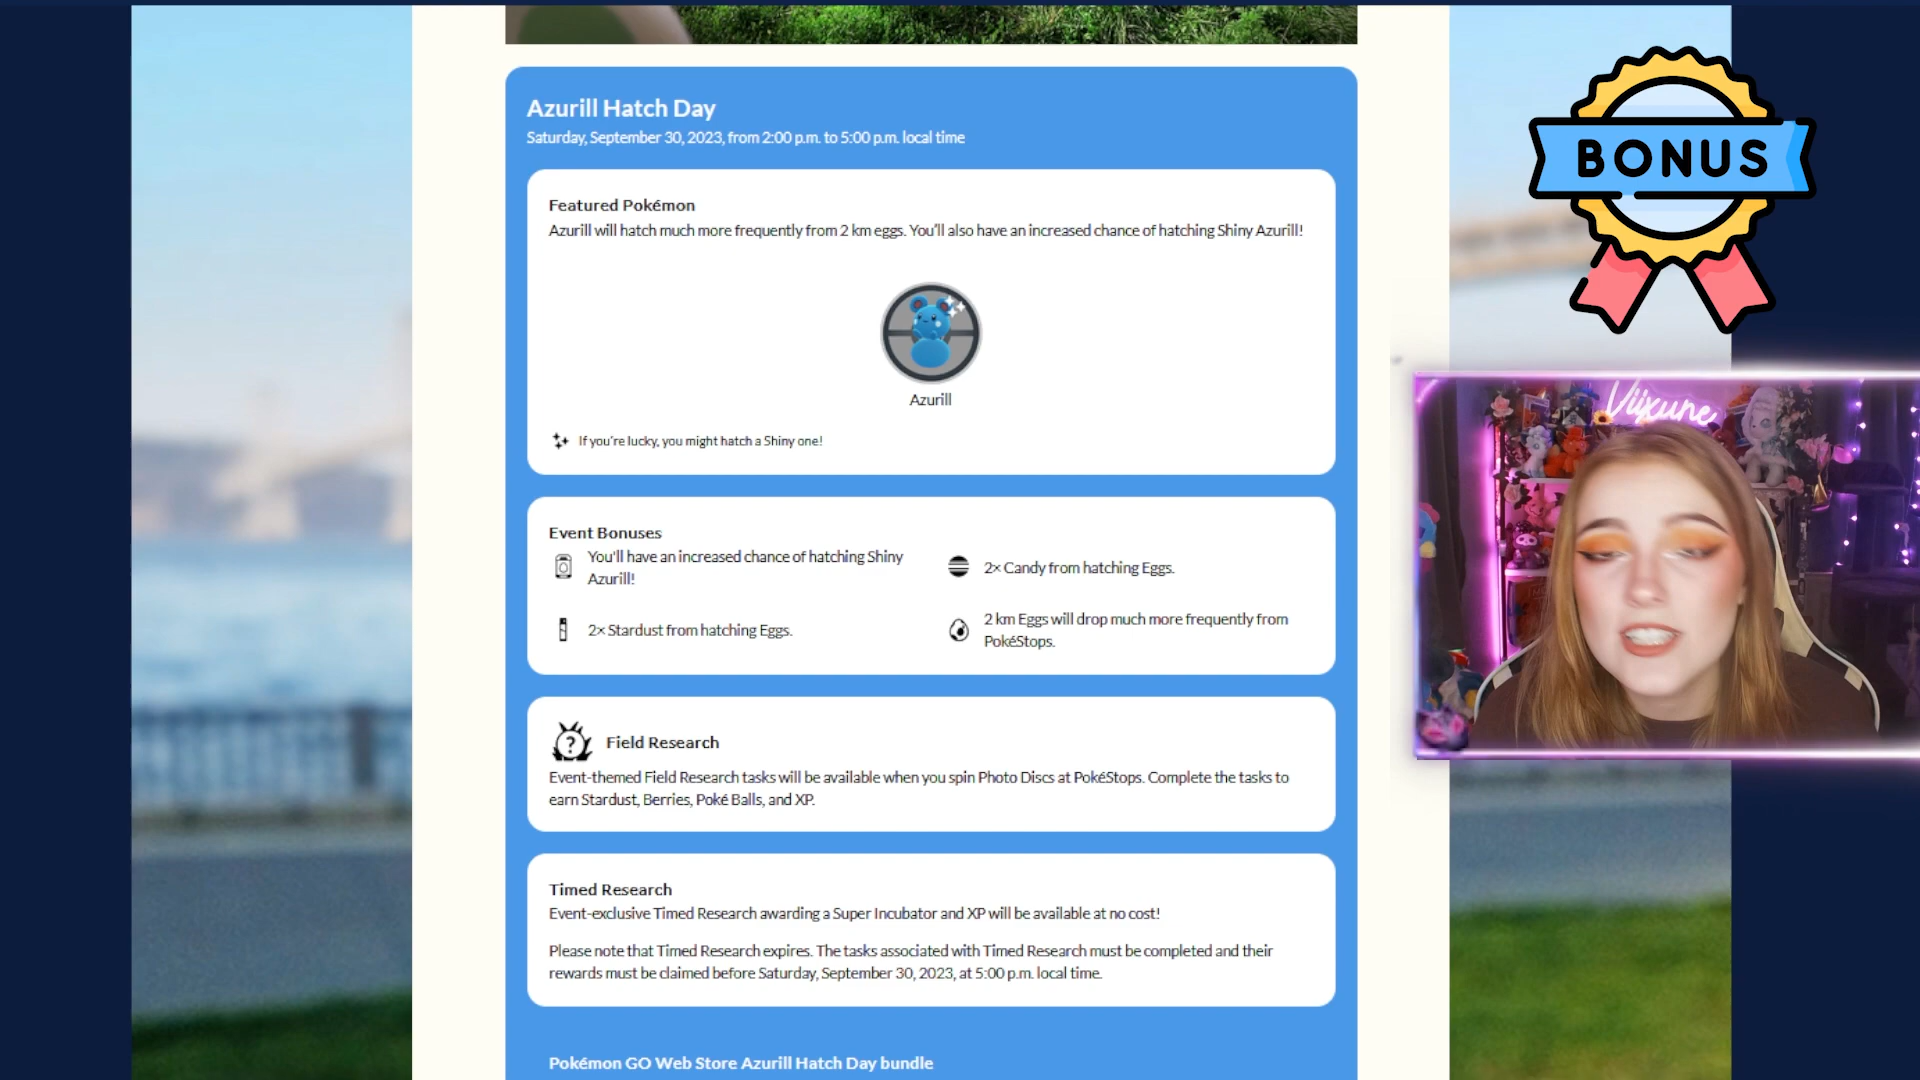 Azurill Hatch Day
Saturday, September 30, 2023, from 2:00 p.m. to 5:00 p.m. local time
Featured Pokémon
Azurill will hatch much more frequently from 2 km eggs. You'll also have an increased chance of hatching Shiny Azurill!
Azurill
If you're lucky, you might hatch a Shiny one!
Event Bonuses
You'll have an increased chance of hatching Shiny
Azurill!
2× Candy from hatching Eggs.
2× Stardust from hatching Eggs.
2 km Eggs will drop much more frequently from
PokéStops.
Field Research
Event-themed Field Research tasks will be available when you spin Photo Discs at PokéStops. Complete the tasks to
earn Stardust, Berries, Poké Balls, and XP.
Timed Research
Event-exclusive Timed Research awarding a Super Incubator and XP will be available at no cost!
Please note that Timed Research expires. The tasks associated with Timed Research must be completed and their
rewards must be claimed before Saturday, September 30, 2023, at 5:00 p.m. local time.
Pokémon GO Web Store Azurill Hatch Day bundle
BONUS
Viixune